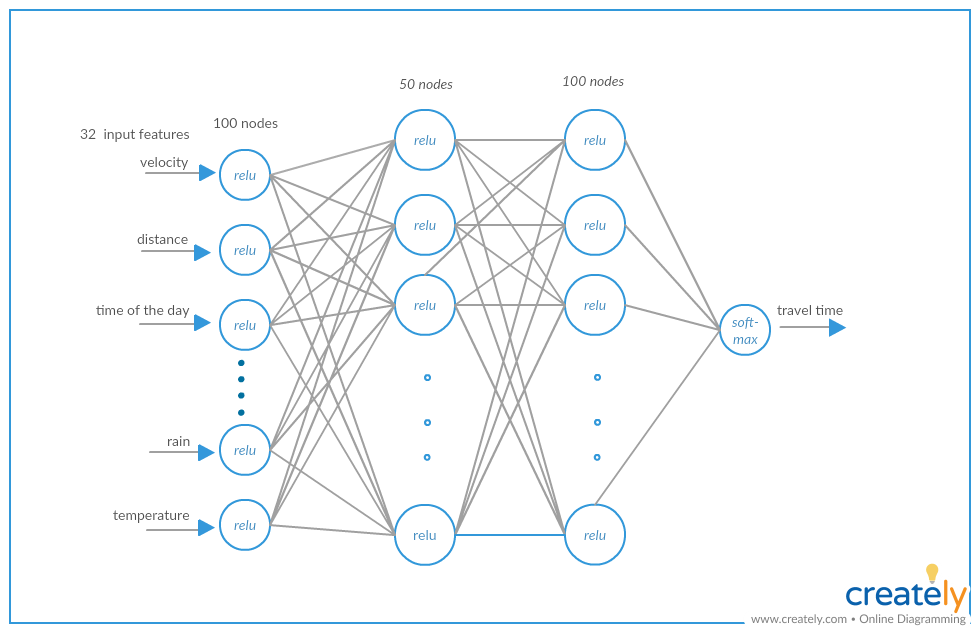 50 nodes
100 nodes
100 nodes
32 input features
velocity
relu
relu
relu
distance
relu
relu
relu
time of the day
relu
relu
relu
soft-
max
travel time
rain
relu
temperature
relu
relu
relu
creately
www.creately.com • Online Diagramming